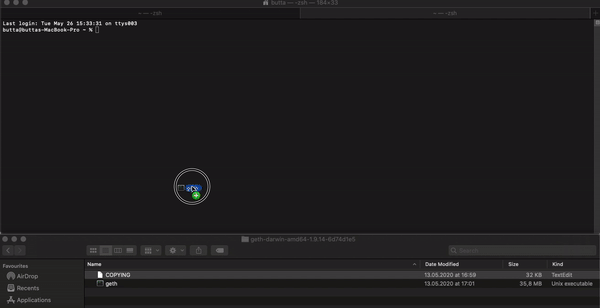 butta — -zsh — 184×33
~ — -zsh
~ — -zsh
Last login: Tue May 26 15:33:31 on ttys003
butta@buttas-MacBook-Pro ~ %
geth
geth-darwin-amd64-1.9.14-6d74d1e5
Search
Favourites
Name
Date Modified
Size
Kind
AirDrop
COPYING
13.05.2020 at 16:59
32 KB
TextEdit
Recents
geth
13.05.2020 at 17:01
35,8 MB
Unix executable
Applications